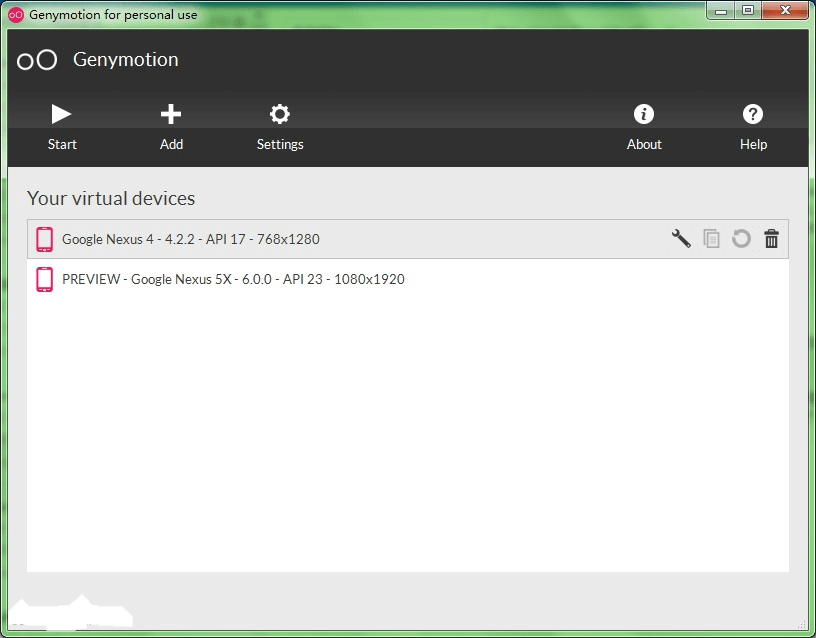 Genymotion for personal use
Genymotion
Start
Add
Settings
About
Help
Your virtual devices
Google Nexus 4 - 4.2.2 - API 17 - 768x1280
PREVIEW - Google Nexus 5X - 6.0.0 - API 23 - 1080x1920